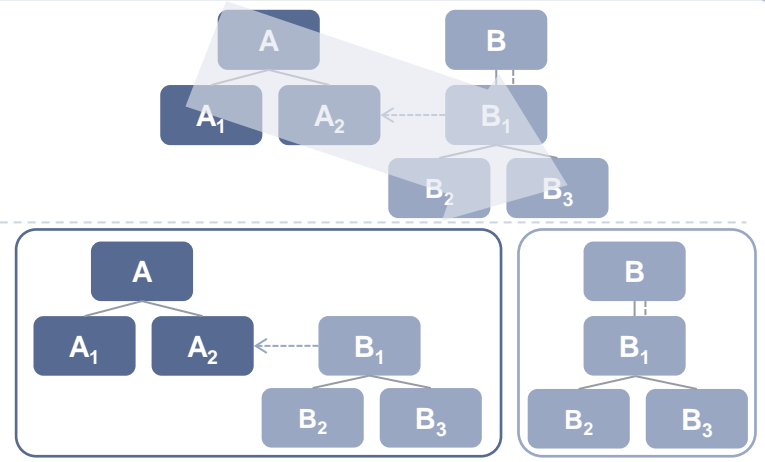 A B
A₁ A₂ B₁
B₂ B₃
A B
A₁ A₂ B₁ B₁
B₂ B₃ B₂ B₃